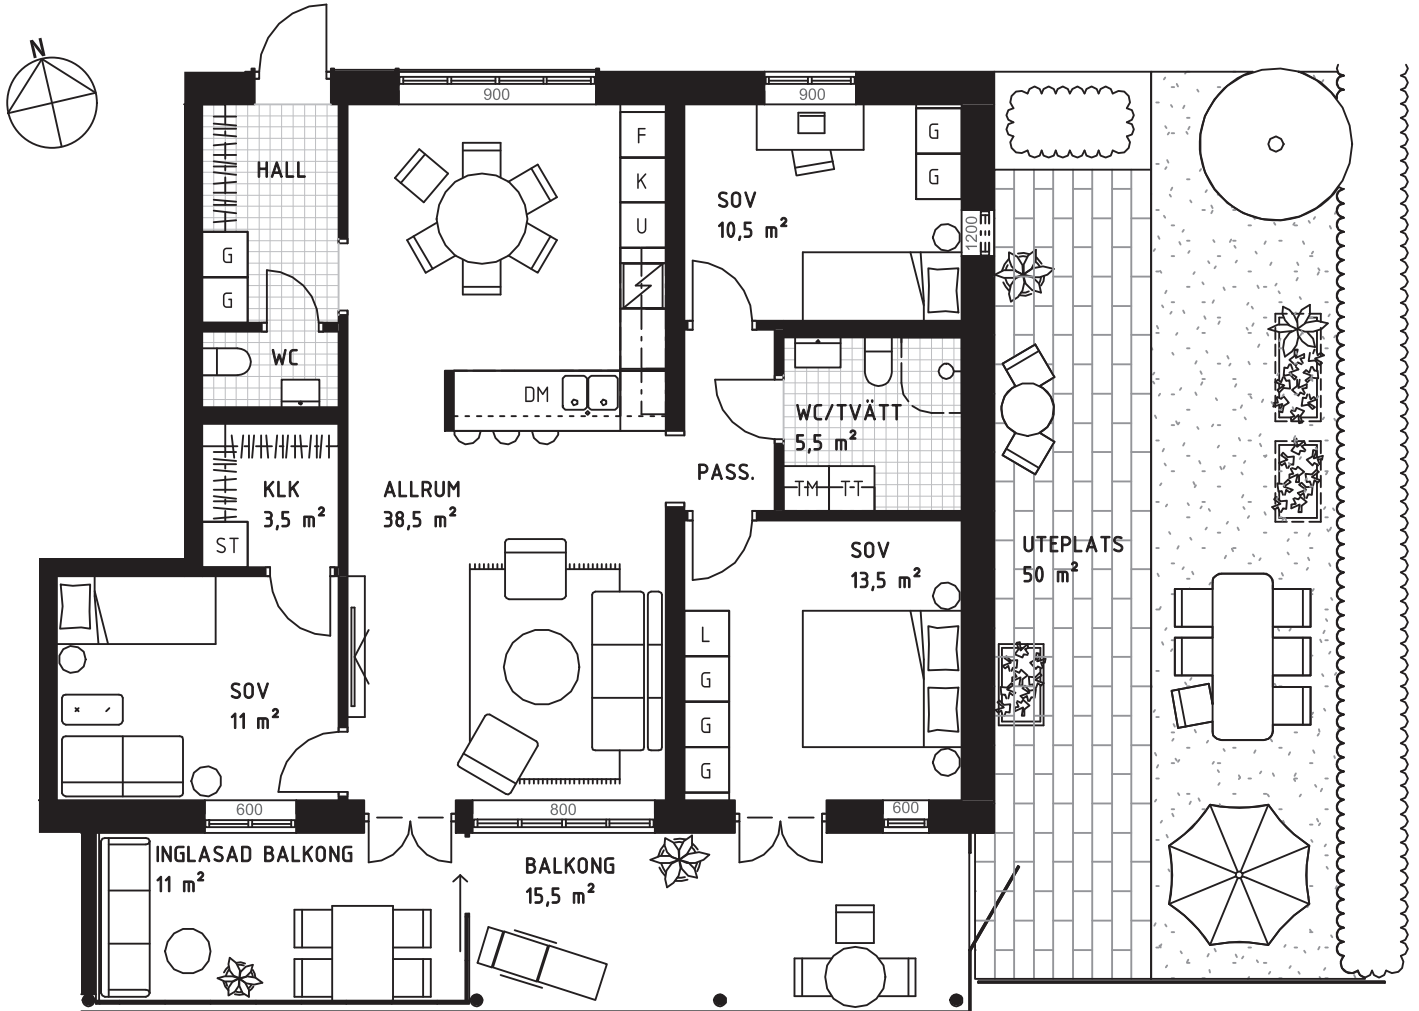 N
900
900
HALL
F
K
U
G
G
SOV
10,5 m²
1200
G
G
WC
DM
WC/TVÄTT
5,5 m²
TM
TT
KLK
3,5 m²
ST
ALLRUM
38,5 m²
PASS.
SOV
13,5 m²
UTEPLATS
50 m²
L
G
G
G
SOV
11 m²
600
800
600
INGLASAD BALKONG
11 m²
BALKONG
15,5 m²